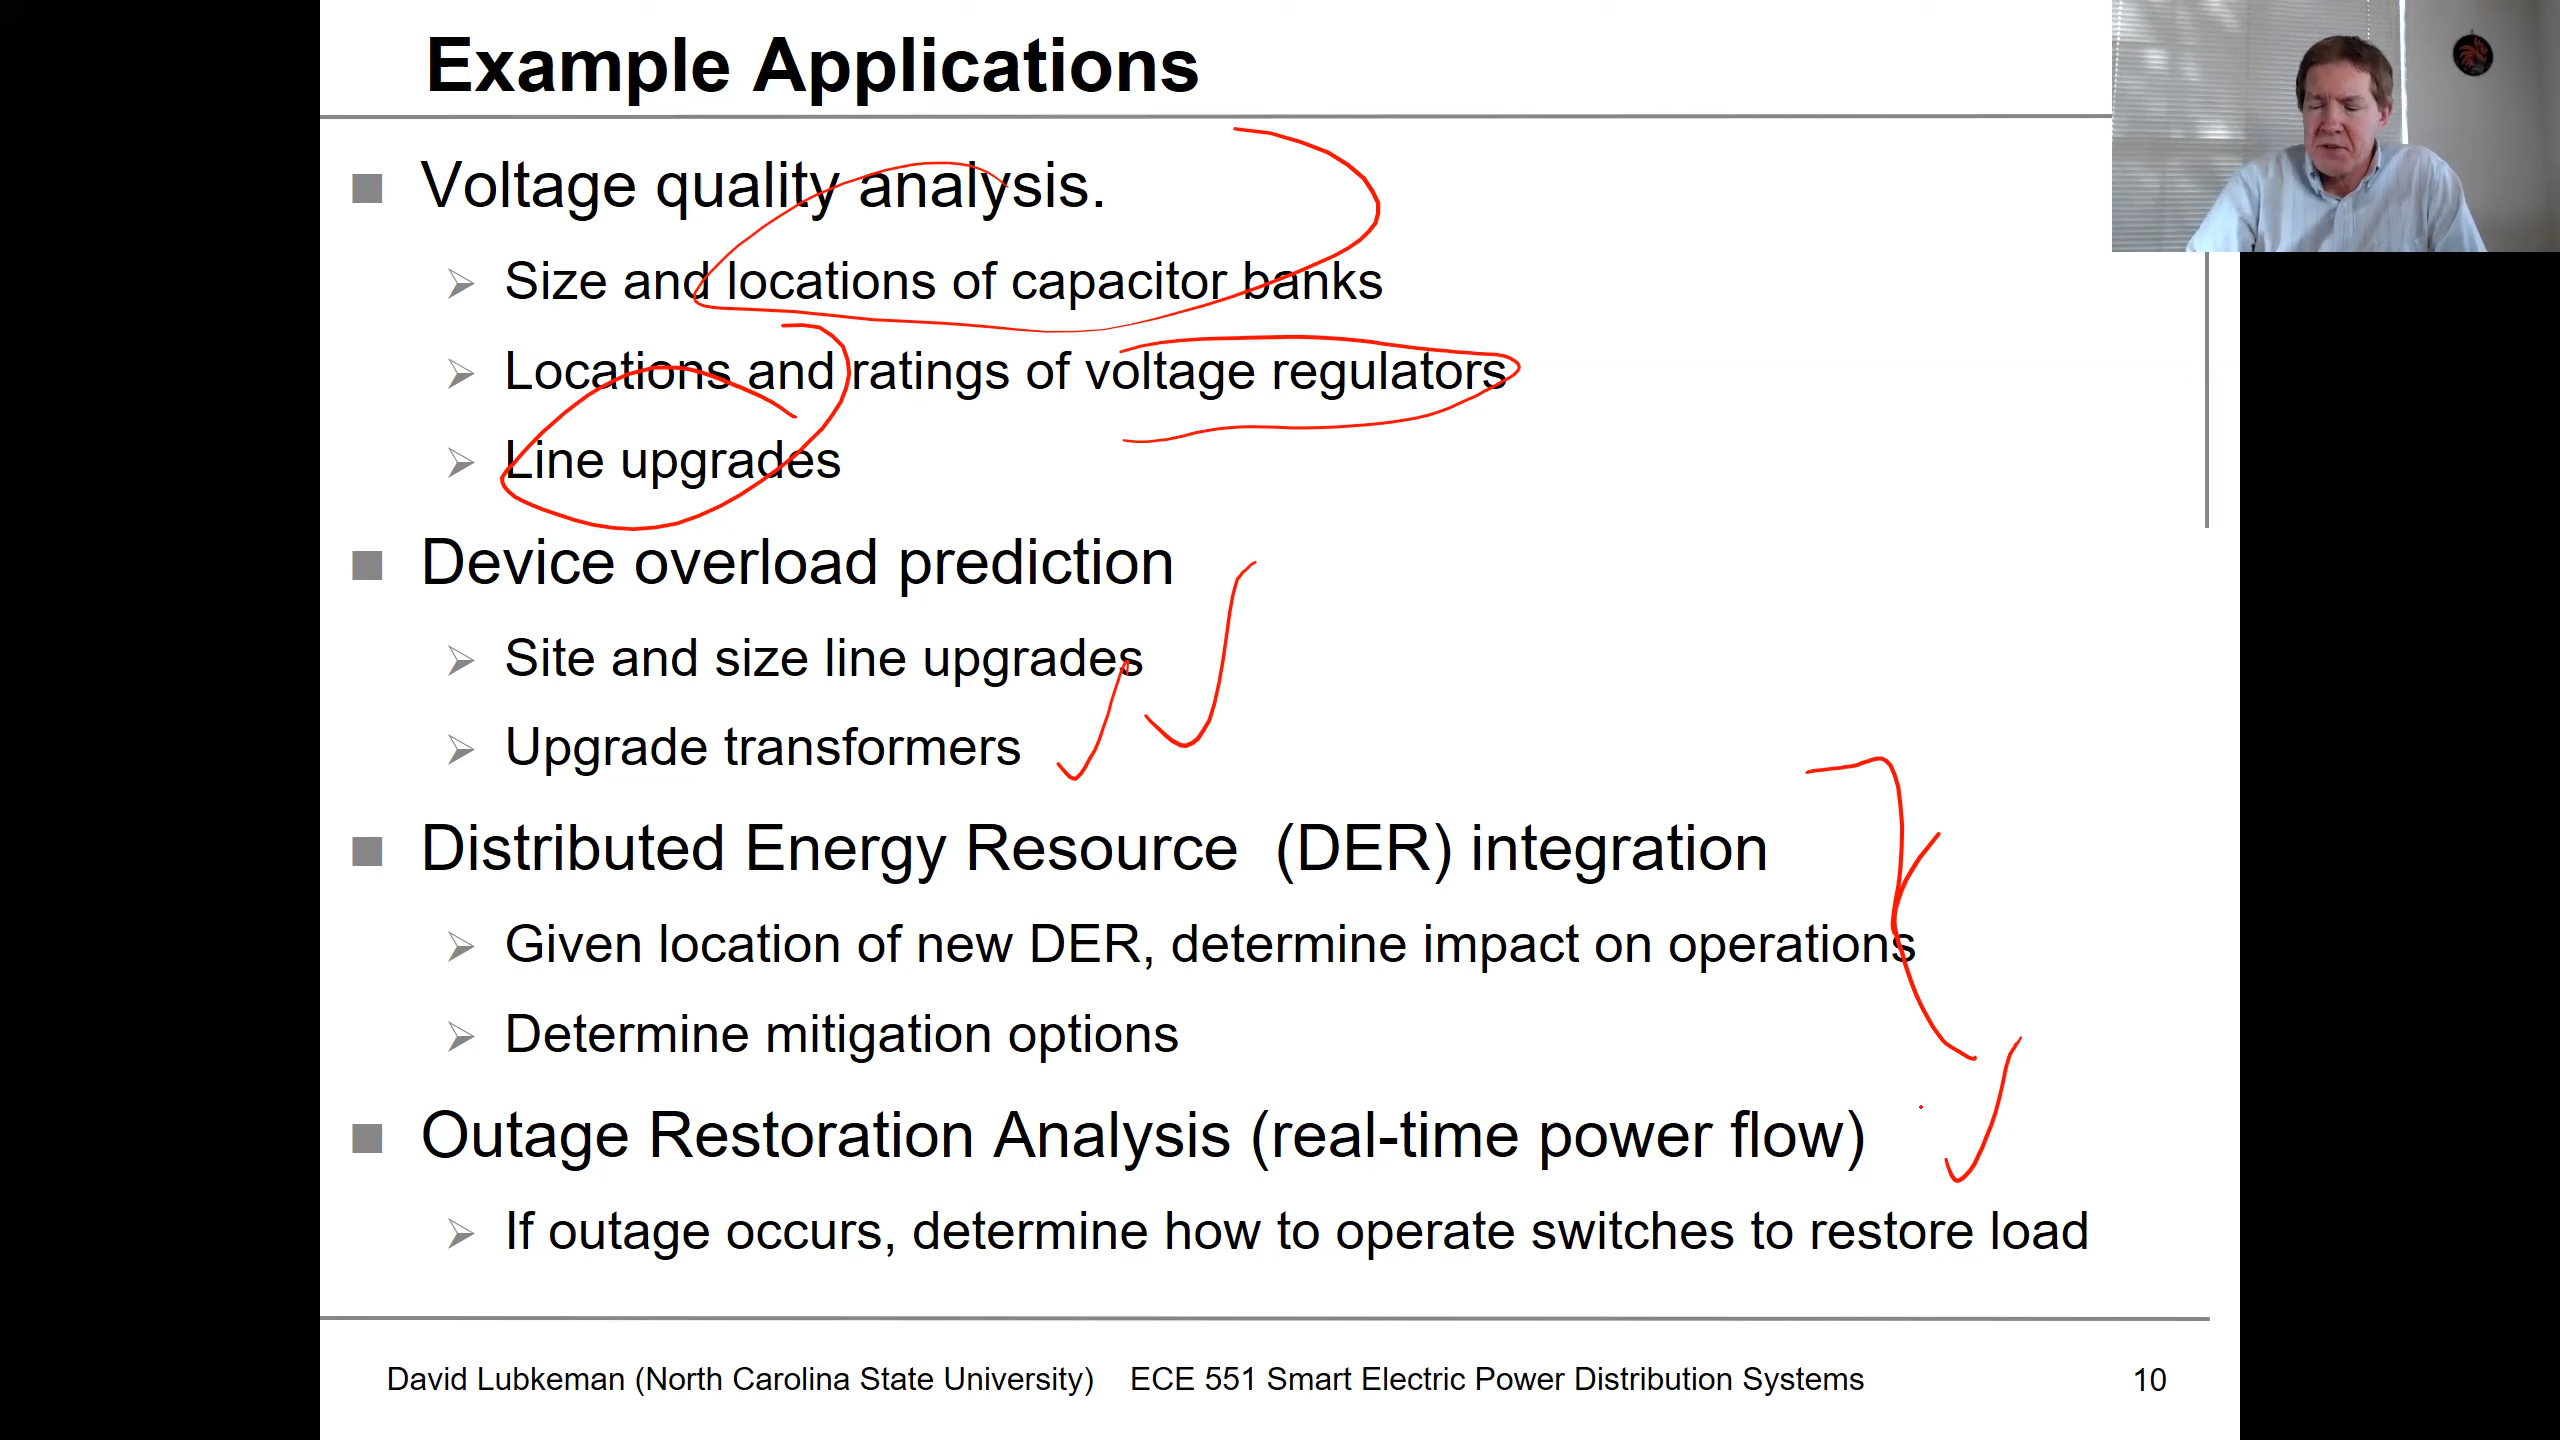 Example Applications
Voltage quality analysis.
Size and locations of capacitor banks
Locations and ratings of voltage regulators
Line upgrades
Device overload prediction
Site and size line upgrades
Upgrade transformers
Distributed Energy Resource (DER) integration
Given location of new DER, determine impact on operations
Determine mitigation options
Outage Restoration Analysis (real-time power flow)
If outage occurs, determine how to operate switches to restore load
David Lubkeman (North Carolina State University) ECE 551 Smart Electric Power Distribution Systems 10